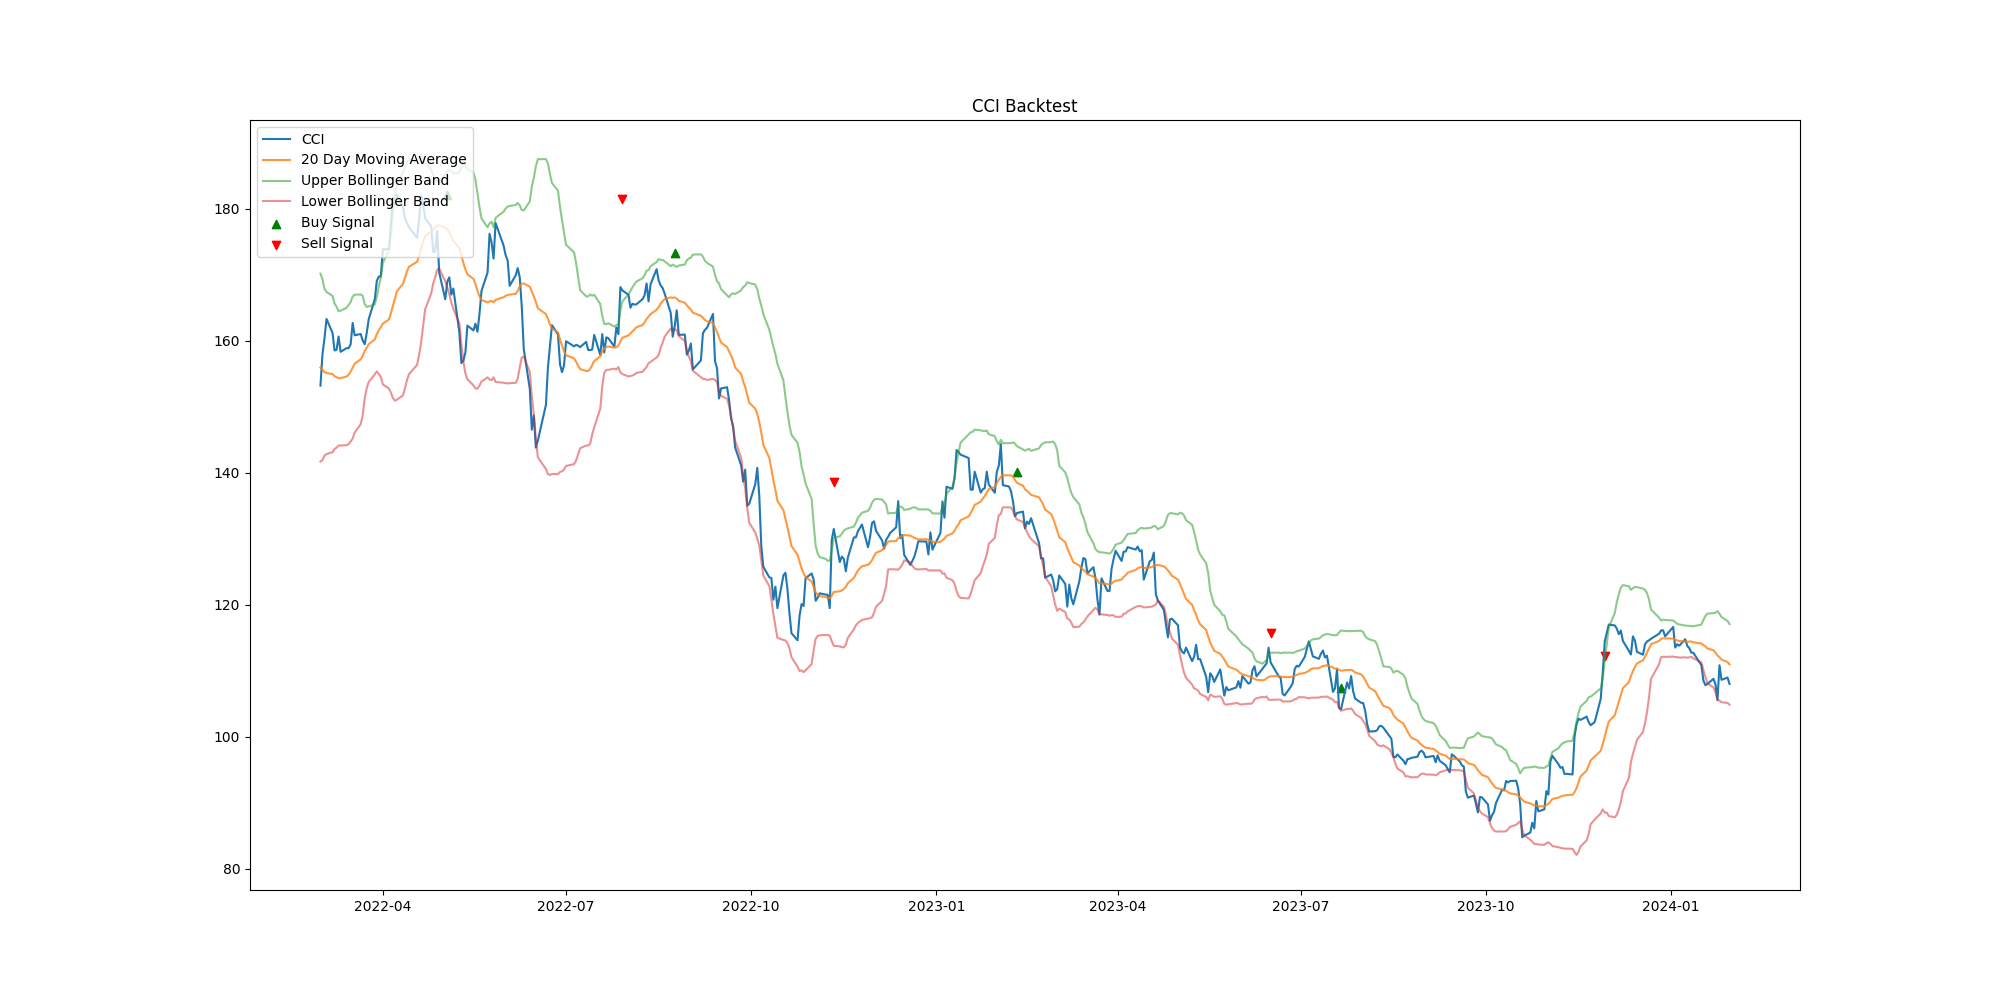 CCI Backtest
CCI
20 Day Moving Average
Upper Bollinger Band
Lower Bollinger Band
Buy Signal
Sell Signal
180
160
140
120
100
80
2022-04
2022-07
2022-10
2023-01
2023-04
2023-07
2023-10
2024-01